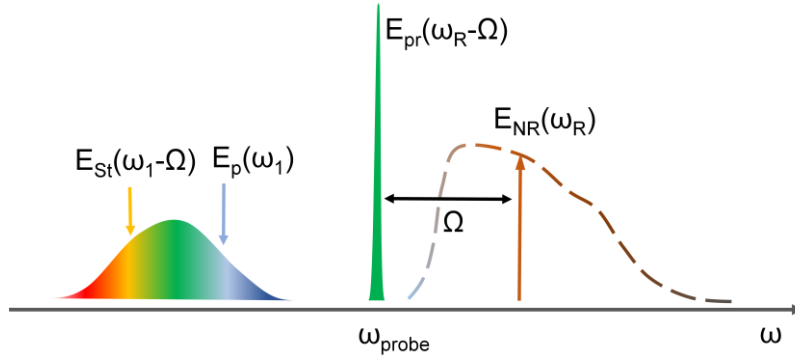 E_pr(ω_R-Ω)
E_NR(ω_R)
E_St(ω_1-Ω) E_p(ω_1)
Ω
ω_probe ω